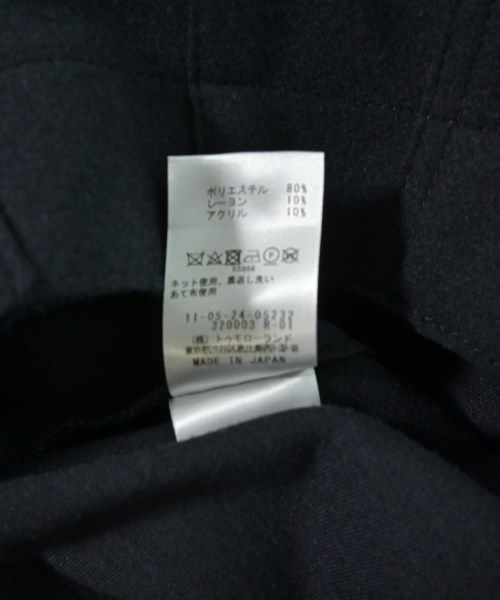 ポリエステル 80%
レーヨン 10%
アクリル 10%
ネット使用、裏返し洗い
あて布使用
11-05-24-05232
320003 R-01
(株)トゥモローランド
MADE IN JAPAN